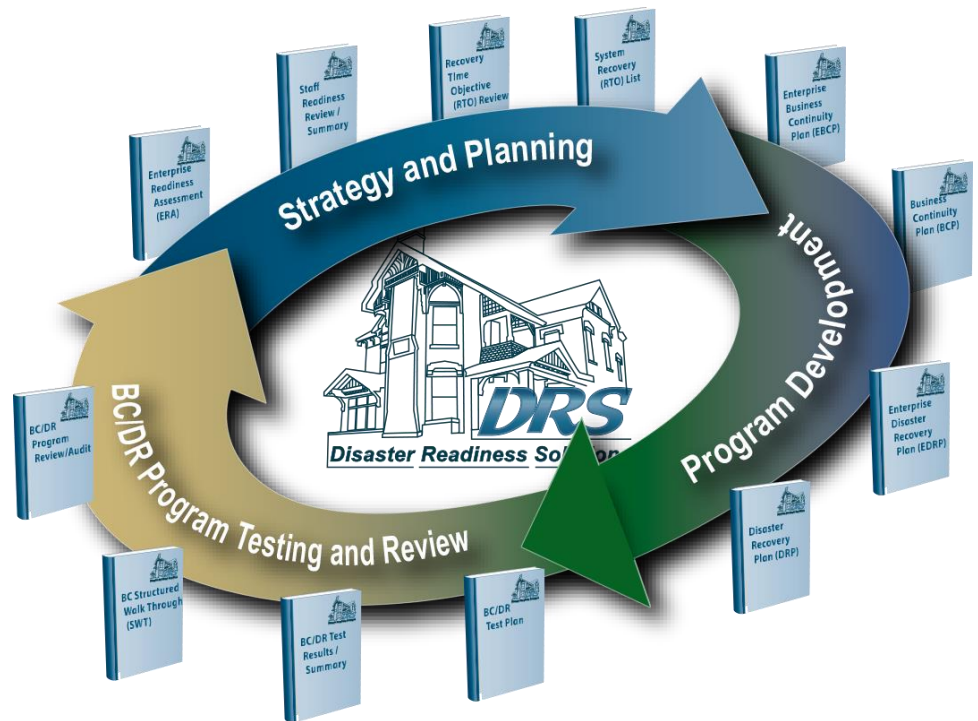 Staff
Readiness
Review /
Summary
Recovery
TIme
Objective
(RTO) Review
System
Recovery
(RTO) List
Enterprise
Business
Continuity
Plan (EBCP)
Enterprise
Readiness
Assessment
(ERA)
Strategy and Planning
Business
Continuity
Plan (BCP)
Program Development
DRS
Disaster Readiness
BC/DR
Program
Review/Audit
BC/DR Program Testing and Review
Enterprise
Disaster
Recovery
Plan (EDRP)
Disaster
Recovery
Plan (DRP)
BC Structured
Walk Through
(SWT)
BC/DR Test
Results /
Summary
BC/DR
Test Plan